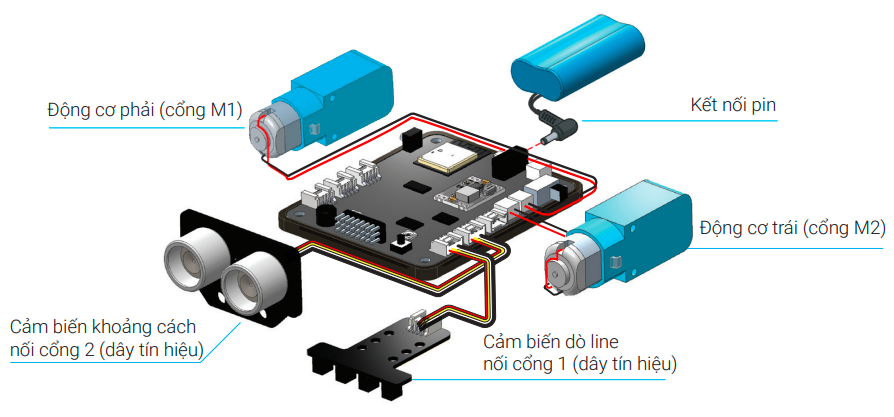 Động cơ phải (cổng M1)
Kết nối pin
Động cơ trái (cổng M2)
Cảm biến khoảng cách
nối cổng 2 (dây tín hiệu)
Cảm biến dò line
nối cổng 1 (dây tín hiệu)